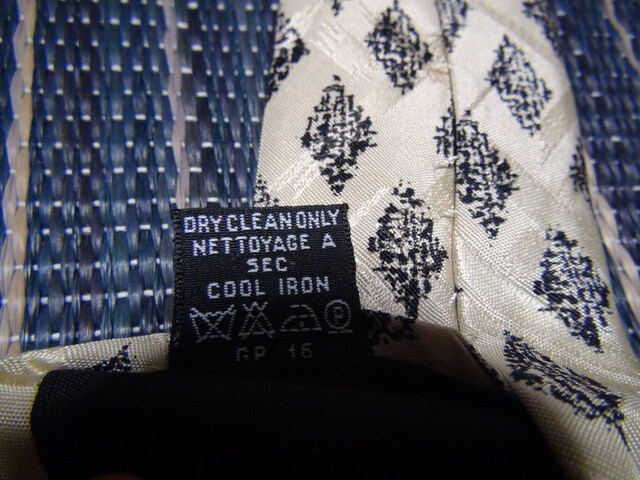 DRY CLEAN ONLY
NETTOYAGE A
SEC
COOL IRON
P
GP 16